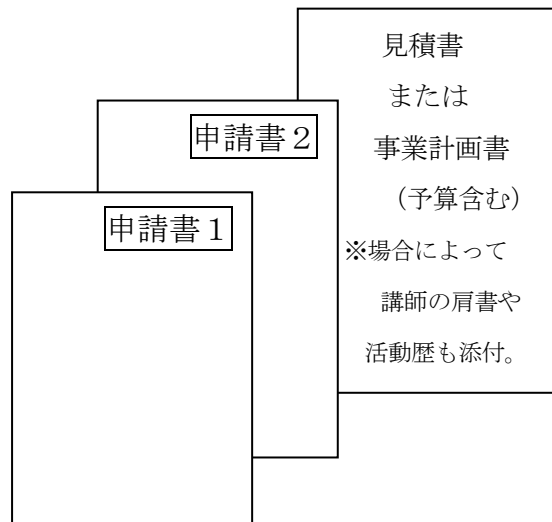 見積書
または
事業計画書
（予算含む）
※場合によって
講師の肩書や
活動歴も添付。
申請書２
申請書１